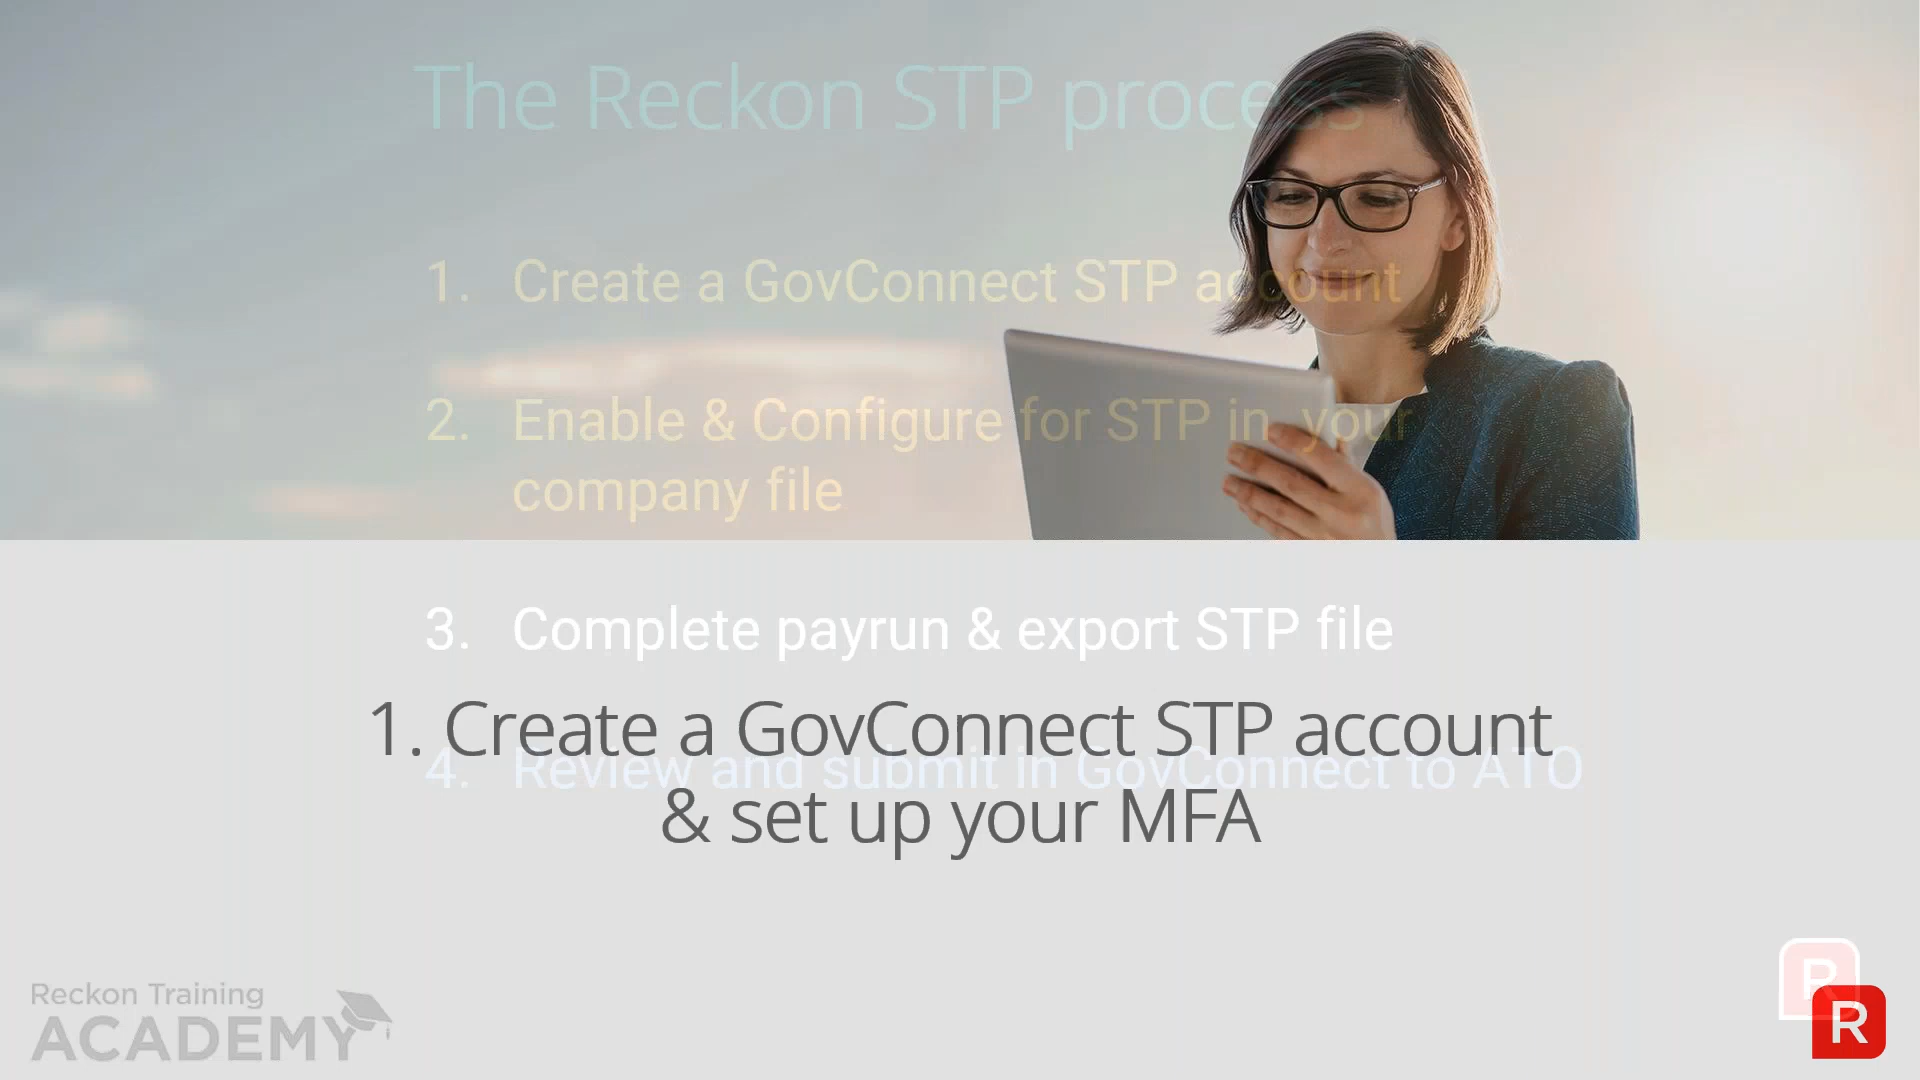 The Reckon STP process
1. Create a GovConnect STP account
2. Enable & Configure for STP in your
company file
3. Complete payrun & export STP file
1. Create a GovConnect STP account
4. Review and submit in GovConnect to ATO
& set up your MFA
R
R
Reckon Training
ACADEMY